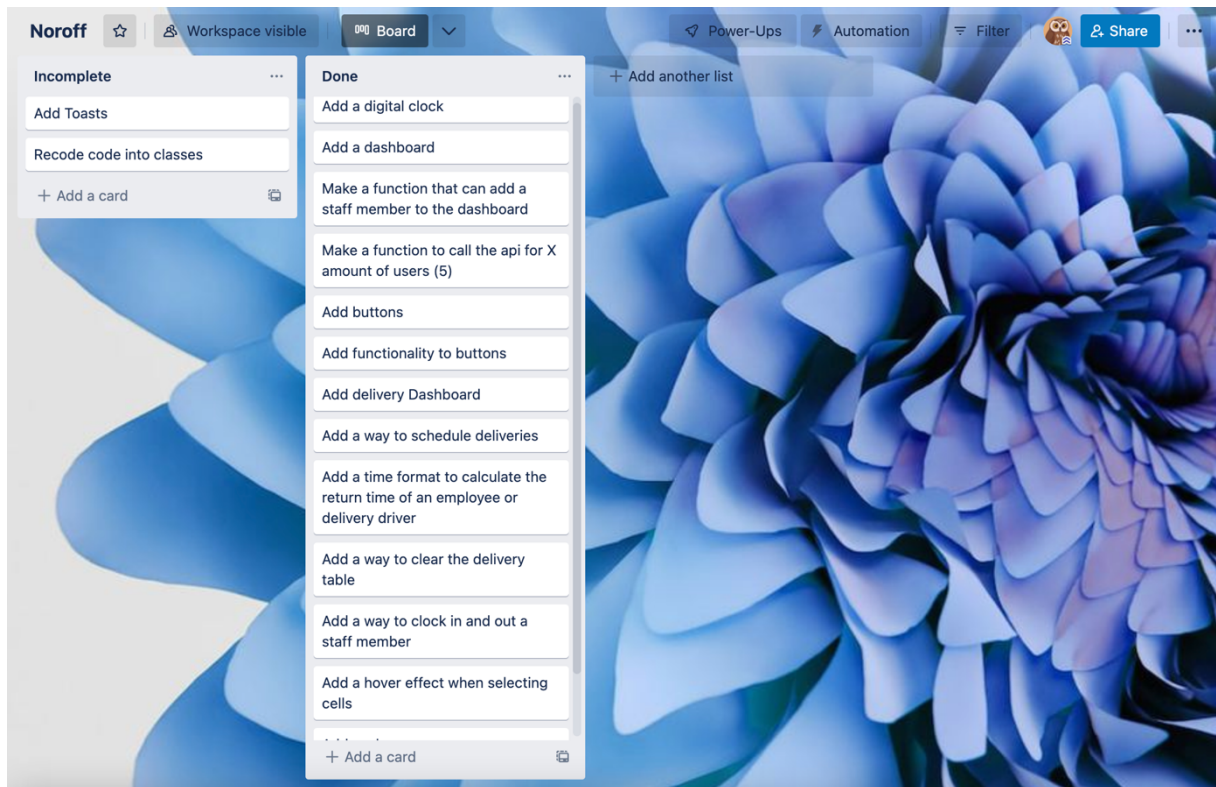 Noroff
Workspace visible
Board
Power-Ups
Automation
Filter
Share
Incomplete
Add Toasts
Recode code into classes
+ Add a card
Done
Add a digital clock
Add a dashboard
Make a function that can add a
staff member to the dashboard
Make a function to call the api for X
amount of users (5)
Add buttons
Add functionality to buttons
Add delivery Dashboard
Add a way to schedule deliveries
Add a time format to calculate the
return time of an employee or
delivery driver
Add a way to clear the delivery
table
Add a way to clock in and out a
staff member
Add a hover effect when selecting
cells
+ Add a card
+ Add another list